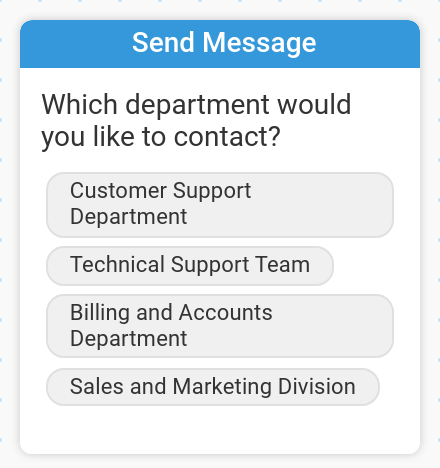 Send Message
Which department would
you like to contact?
Customer Support
Department
Technical Support Team
Billing and Accounts
Department
Sales and Marketing Division